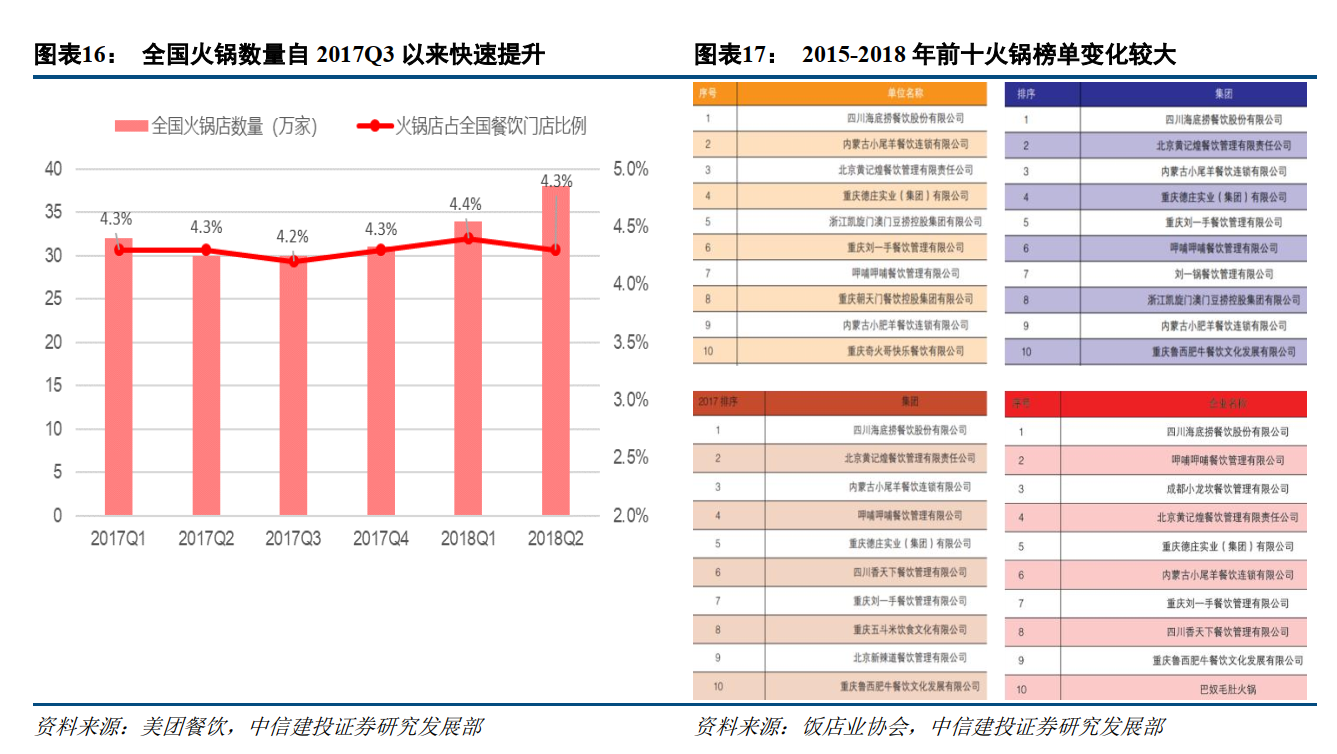 图表16： 全国火锅数量自 2017Q3 以来快速提升
全国火锅店数量（万家）
火锅店占全国餐饮门店比例
40
35
30
25
20
15
10
5
0
4.3%
4.3%
4.2%
4.3%
4.4%
4.3%
5.0%
4.5%
4.0%
3.5%
3.0%
2.5%
2.0%
2017Q1 2017Q2 2017Q3 2017Q4 2018Q1 2018Q2
资料来源：美团餐饮，中信建投证券研究发展部
图表17： 2015-2018 年前十火锅榜单变化较大
序号 单位名称
1 四川海底捞餐饮股份有限公司
2 内蒙古小尾羊餐饮连锁有限公司
3 北京黄记煌餐饮管理有限责任公司
4 重庆德庄实业（集团）有限公司
5 浙江凯旋门澳门豆捞控股集团有限公司
6 重庆刘一手餐饮管理有限公司
7 呷哺呷哺餐饮管理有限公司
8 重庆朝天门餐饮控股集团有限公司
9 内蒙古小肥羊餐饮连锁有限公司
10 重庆奇火哥快乐餐饮有限公司
排序 集团
1 四川海底捞餐饮股份有限公司
2 北京黄记煌餐饮管理有限责任公司
3 内蒙古小尾羊餐饮连锁有限公司
4 重庆德庄实业（集团）有限公司
5 重庆刘一手餐饮管理有限公司
6 呷哺呷哺餐饮管理有限公司
7 刘一锅餐饮管理有限公司
8 浙江凯旋门澳门豆捞控股集团有限公司
9 内蒙古小肥羊餐饮连锁有限公司
10 重庆鲁西肥牛餐饮文化发展有限公司
2017 排序 集团
1 四川海底捞餐饮股份有限公司
2 北京黄记煌餐饮管理有限责任公司
3 内蒙古小尾羊餐饮连锁有限公司
4 呷哺呷哺餐饮管理有限公司
5 重庆德庄实业（集团）有限公司
6 四川香天下餐饮管理有限公司
7 重庆刘一手餐饮管理有限公司
8 重庆五斗米饮食文化有限公司
9 北京新辣道餐饮管理有限公司
10 重庆鲁西肥牛餐饮文化发展有限公司
序号 企业名称
1 四川海底捞餐饮股份有限公司
2 呷哺呷哺餐饮管理有限公司
3 成都小龙坎餐饮管理有限公司
4 北京黄记煌餐饮管理有限责任公司
5 重庆德庄实业（集团）有限公司
6 内蒙古小尾羊餐饮连锁有限公司
7 重庆刘一手餐饮管理有限公司
8 四川香天下餐饮管理有限公司
9 重庆鲁西肥牛餐饮文化发展有限公司
10 巴奴毛肚火锅
资料来源：饭店业协会，中信建投证券研究发展部